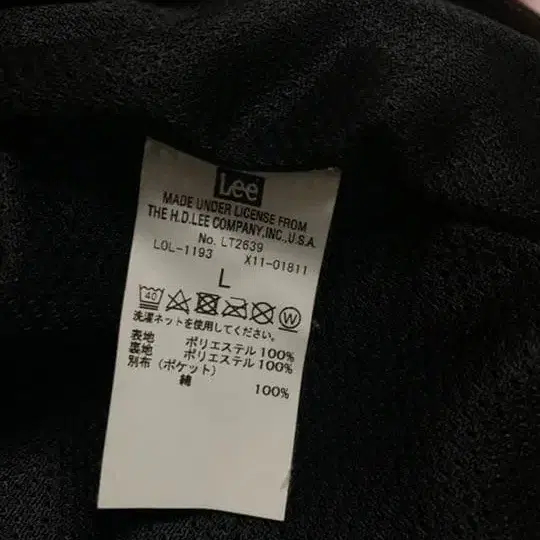 Lee
MADE UNDER LICENSE FROM
THE H.D.LEE COMPANY,INC.,U.S.A.
No. LT2639
LOL-1193 X11-01811
L
40 W
洗濯ネットを使用してください。
表地 ポリエステル100%
裏地 ポリエステル100%
別布（ポケット）
綿 100%